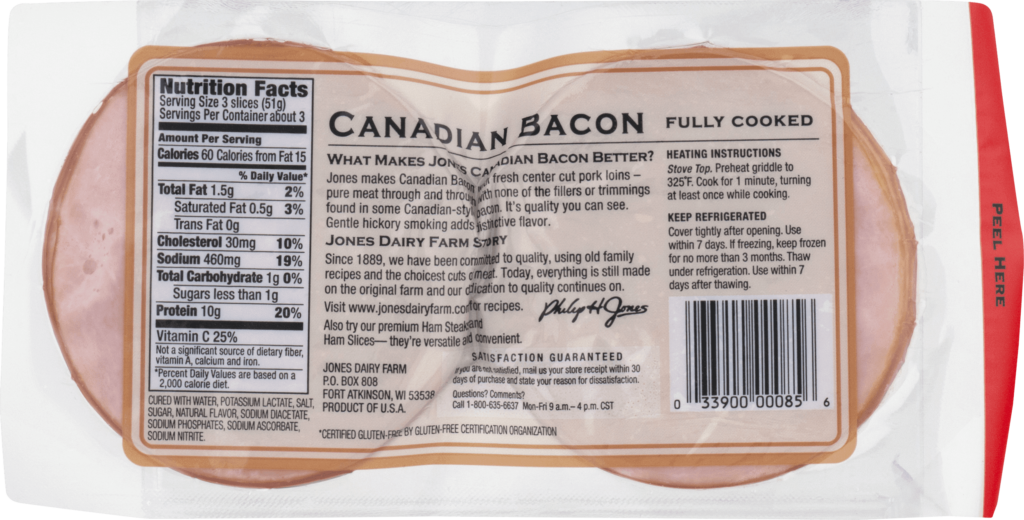 Nutrition Facts
Serving Size 3 slices (51g)
Servings Per Container about 3
Amount Per Serving
Calories 60 Calories from Fat 15
% Daily Value*
Total Fat 1.5g 2%
Saturated Fat 0.5g 3%
Trans Fat 0g
Cholesterol 30mg 10%
Sodium 460mg 19%
Total Carbohydrate 1g 0%
Sugars less than 1g
Protein 10g 20%
Vitamin C 25%
Not a significant source of dietary fiber,
vitamin A, calcium and iron.
*Percent Daily Values are based on a
2,000 calorie diet.
CURED WITH WATER, POTASSIUM LACTATE, SALT,
SUGAR, NATURAL FLAVOR, SODIUM DIACETATE,
SODIUM PHOSPHATES, SODIUM ASCORBATE,
SODIUM NITRITE.
CANADIAN BACON FULLY COOKED
WHAT MAKES JONES CANADIAN BACON BETTER?
Jones makes Canadian Bacon fresh center cut pork loins –
pure meat through and through with none of the fillers or trimmings
found in some Canadian-style bacon. It's quality you can see.
Gentle hickory smoking adds distinctive flavor.
JONES DAIRY FARM STORY
Since 1889, we have been committed to quality, using old family
recipes and the choicest cuts of meat. Today, everything is still made
on the original farm and our dedication to quality continues on.
Visit www.jonesdairyfarm.com for recipes.
Philip H Jones
Also try our premium Ham Steak and
Ham Slices— they're versatile and convenient.
JONES DAIRY FARM
P.O. BOX 808
FORT ATKINSON, WI 53538
PRODUCT OF U.S.A.
SATISFACTION GUARANTEED
If you are not satisfied, mail us your store receipt within 30
days of purchase and state your reason for dissatisfaction.
Questions? Comments?
Call 1-800-635-6637 Mon-Fri 9 a.m.– 4 p.m. CST
*CERTIFIED GLUTEN-FREE BY GLUTEN-FREE CERTIFICATION ORGANIZATION
HEATING INSTRUCTIONS
Stove Top. Preheat griddle to
325°F. Cook for 1 minute, turning
at least once while cooking.
KEEP REFRIGERATED
Cover tightly after opening. Use
within 7 days. If freezing, keep frozen
for no more than 3 months. Thaw
under refrigeration. Use within 7
days after thawing.
0 33900 00085 6
PEEL HERE